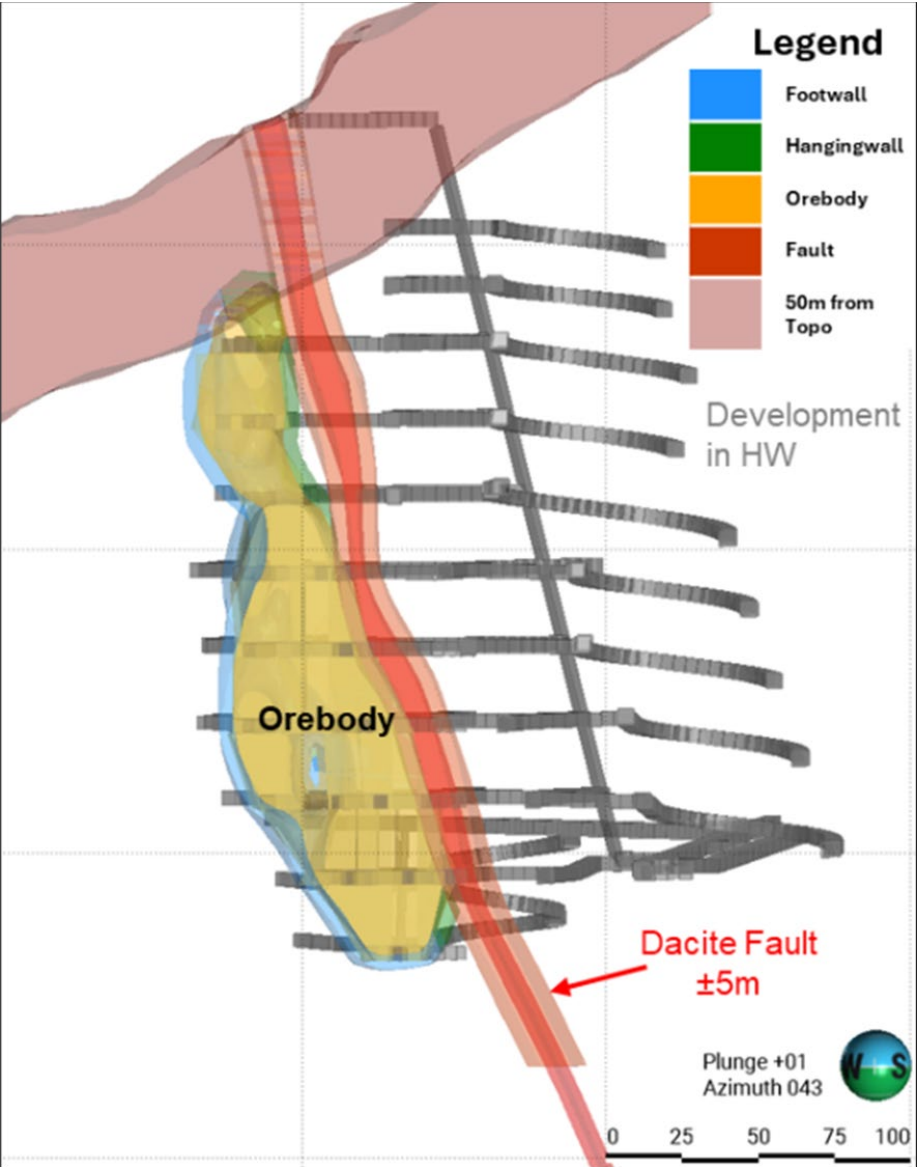 Legend
Footwall
Hangingwall
Orebody
Fault
50m from
Topo
Development
in HW
Orebody
Dacite Fault
±5m
Plunge +01
Azimuth 043
W S
0 25 50 75 100